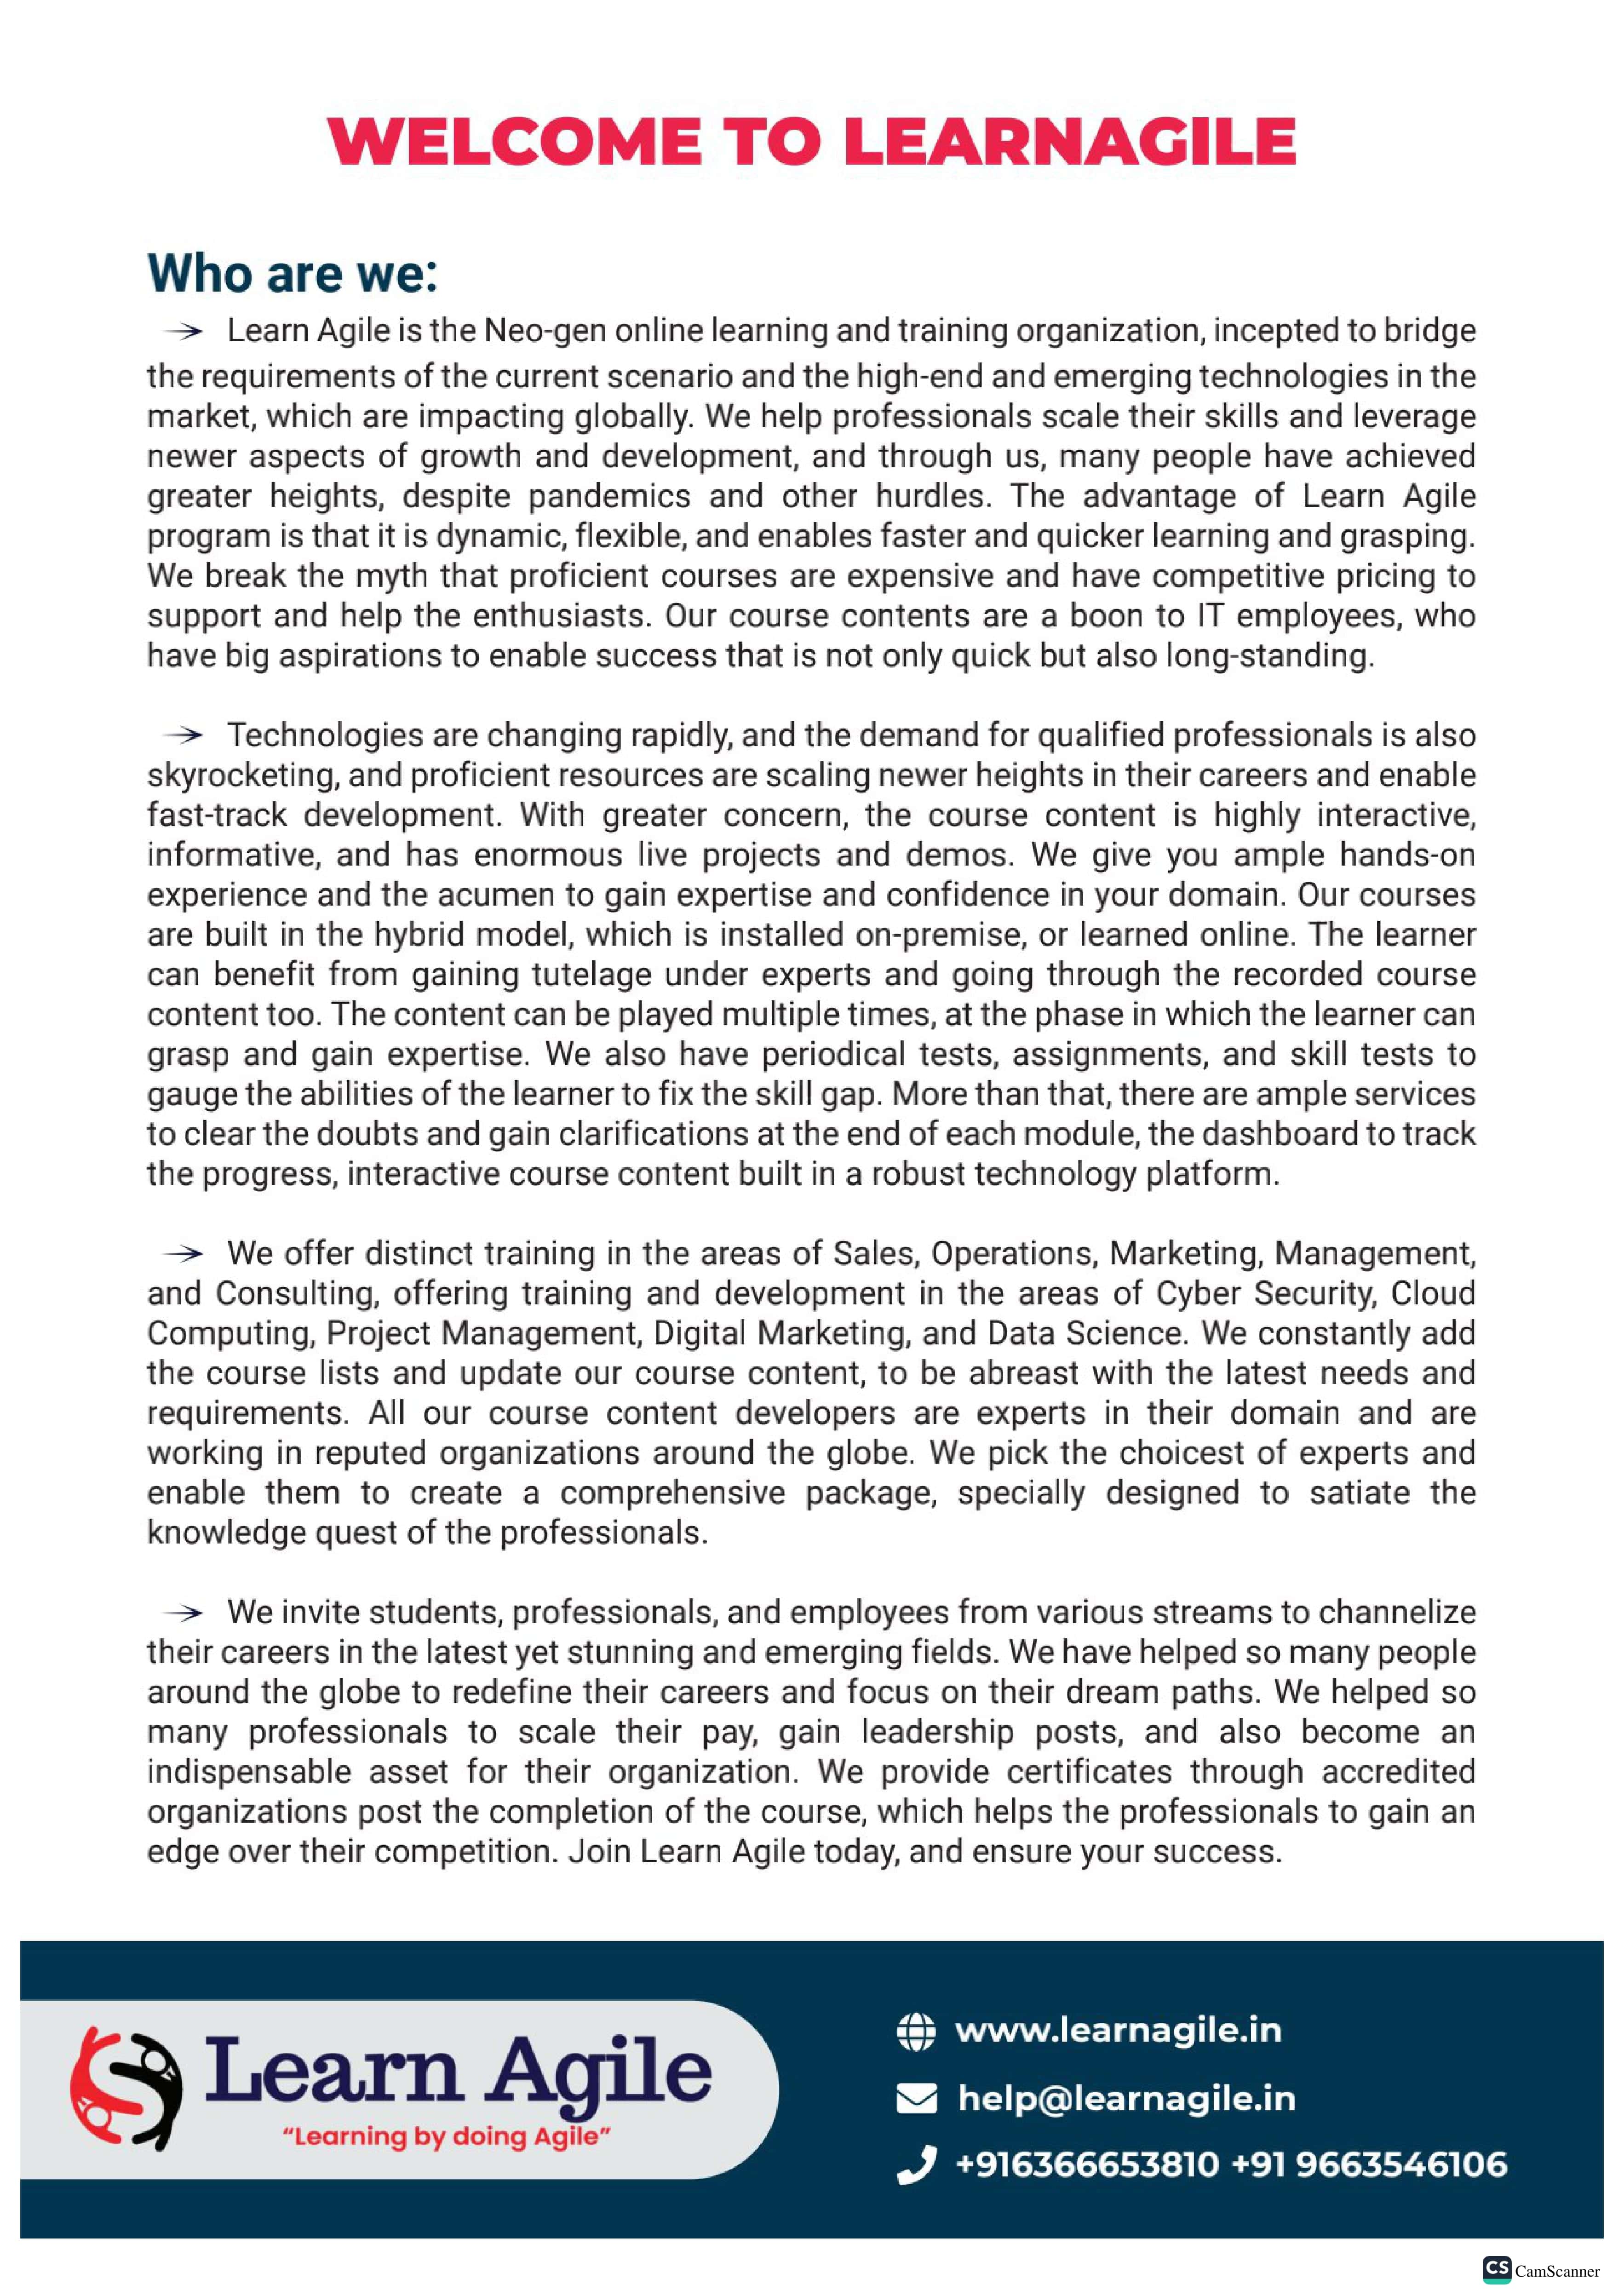 WELCOME TO LEARNAGILE
Who are we:
→ Learn Agile is the Neo-gen online learning and training organization, incepted to bridge
the requirements of the current scenario and the high-end and emerging technologies in the
market, which are impacting globally. We help professionals scale their skills and leverage
newer aspects of growth and development, and through us, many people have achieved
greater heights, despite pandemics and other hurdles. The advantage of Learn Agile
program is that it is dynamic, flexible, and enables faster and quicker learning and grasping.
We break the myth that proficient courses are expensive and have competitive pricing to
support and help the enthusiasts. Our course contents are a boon to IT employees, who
have big aspirations to enable success that is not only quick but also long-standing.
→ Technologies are changing rapidly, and the demand for qualified professionals is also
skyrocketing, and proficient resources are scaling newer heights in their careers and enable
fast-track development. With greater concern, the course content is highly interactive,
informative, and has enormous live projects and demos. We give you ample hands-on
experience and the acumen to gain expertise and confidence in your domain. Our courses
are built in the hybrid model, which is installed on-premise, or learned online. The learner
can benefit from gaining tutelage under experts and going through the recorded course
content too. The content can be played multiple times, at the phase in which the learner can
grasp and gain expertise. We also have periodical tests, assignments, and skill tests to
gauge the abilities of the learner to fix the skill gap. More than that, there are ample services
to clear the doubts and gain clarifications at the end of each module, the dashboard to track
the progress, interactive course content built in a robust technology platform.
→ We offer distinct training in the areas of Sales, Operations, Marketing, Management,
and Consulting, offering training and development in the areas of Cyber Security, Cloud
Computing, Project Management, Digital Marketing, and Data Science. We constantly add
the course lists and update our course content, to be abreast with the latest needs and
requirements. All our course content developers are experts in their domain and are
working in reputed organizations around the globe. We pick the choicest of experts and
enable them to create a comprehensive package, specially designed to satiate the
knowledge quest of the professionals.
→ We invite students, professionals, and employees from various streams to channelize
their careers in the latest yet stunning and emerging fields. We have helped so many people
around the globe to redefine their careers and focus on their dream paths. We helped so
many professionals to scale their pay, gain leadership posts, and also become an
indispensable asset for their organization. We provide certificates through accredited
organizations post the completion of the course, which helps the professionals to gain an
edge over their competition. Join Learn Agile today, and ensure your success.
Learn Agile
“Learning by doing Agile”
www.learnagile.in
help@learnagile.in
+916366653810 +91 9663546106
CS CamScanner